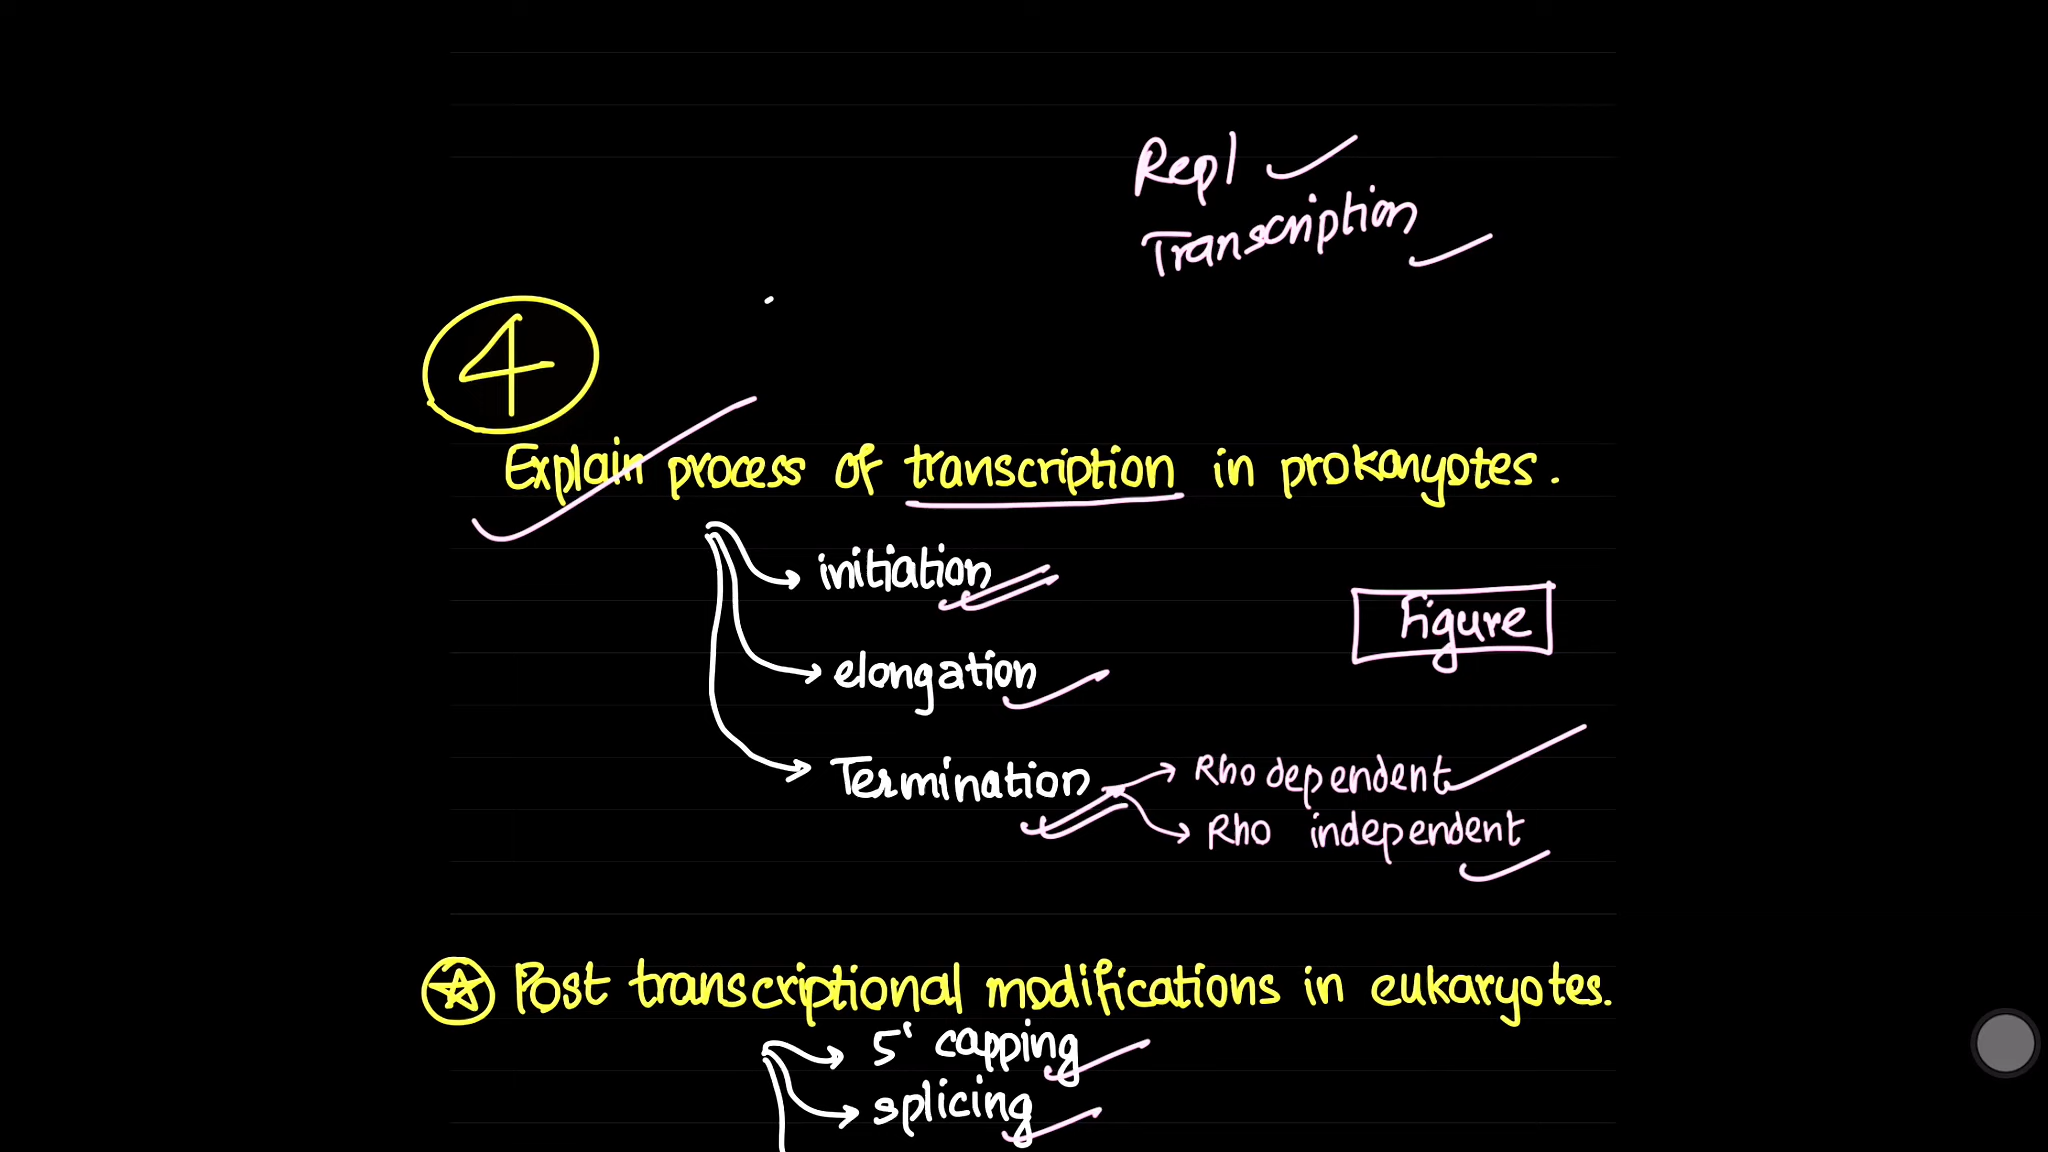 Repl
Transcription
4
Explain process of transcription in prokaryotes.
initiation
Figure
elongation
Termination
Rho dependent
Rho independent
Post transcriptional modifications in eukaryotes.
5' capping
splicing